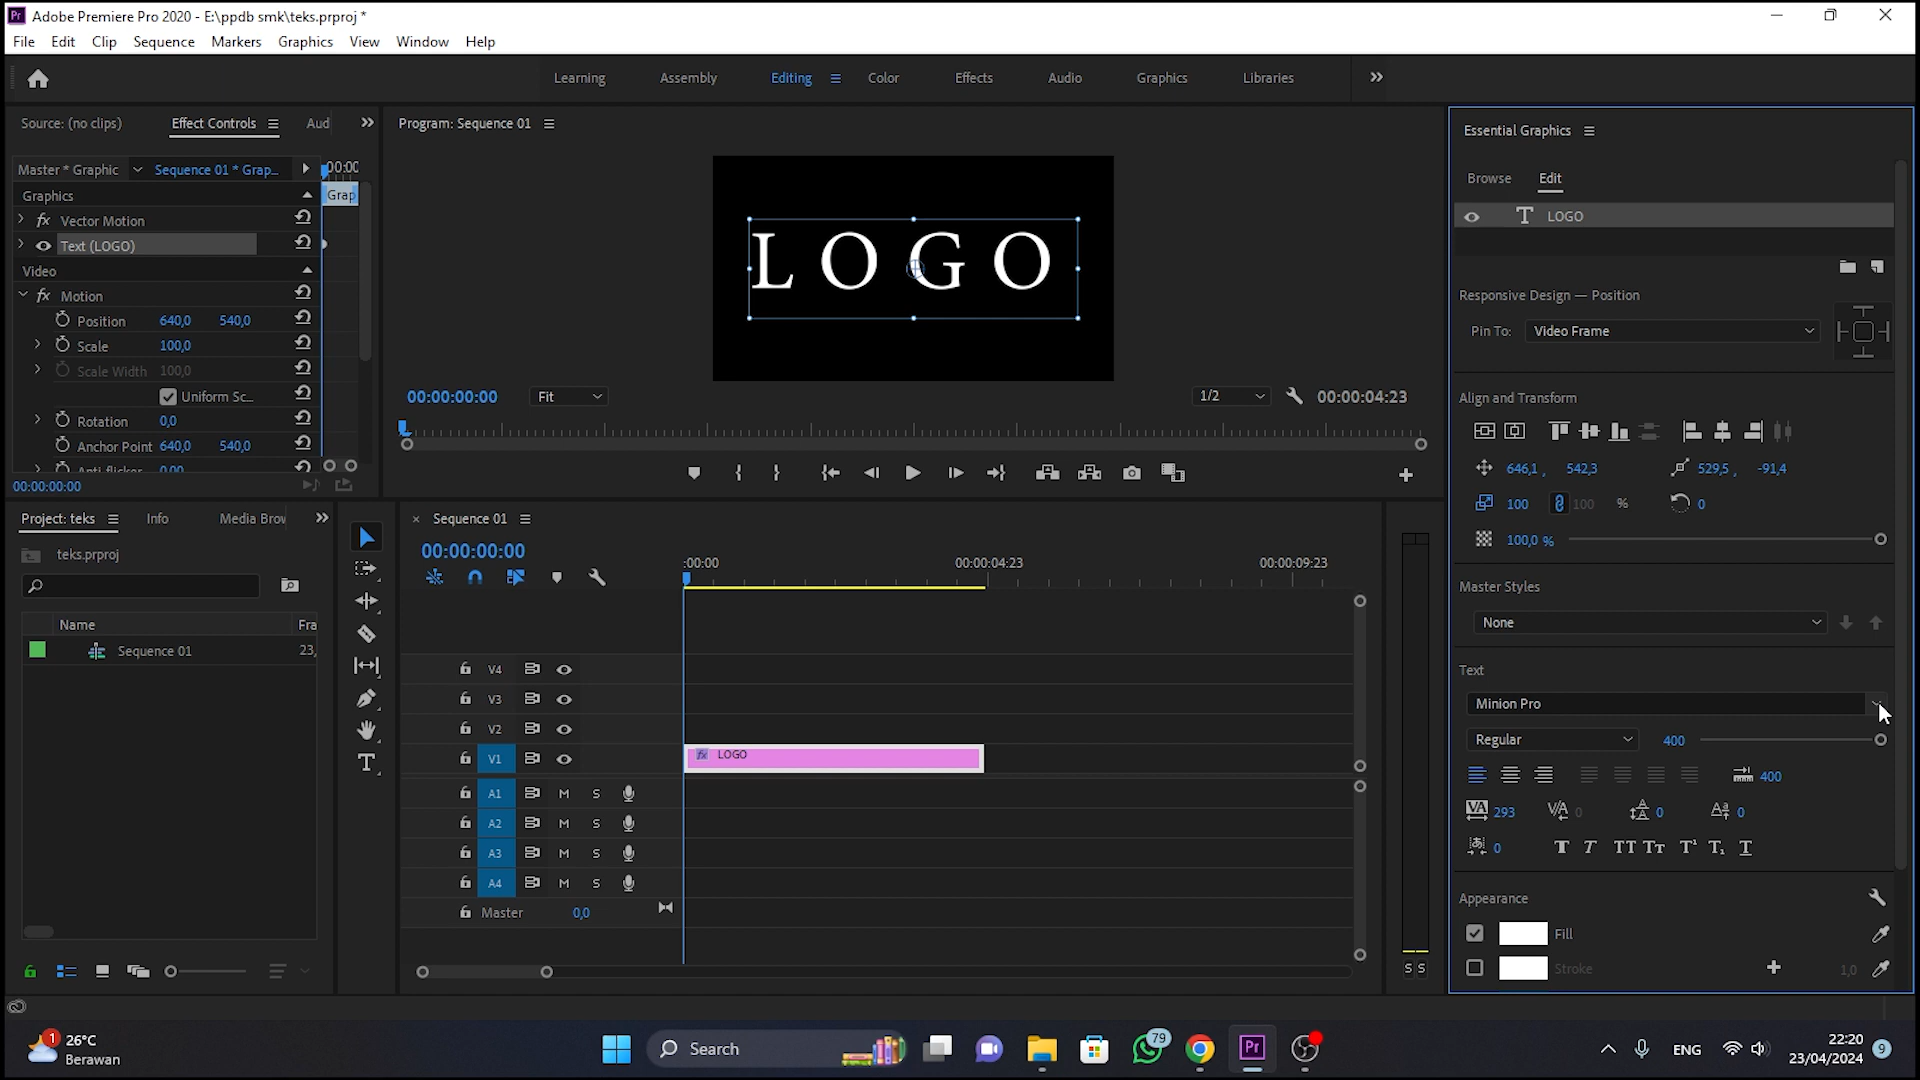 Adobe Premiere Pro 2020 - E:\ppdb smk\teks.prproj *
File Edit Clip Sequence Markers Graphics View Window Help
Learning Assembly Editing Color Effects Audio Graphics Libraries
Source: (no clips) Effect Controls Aud
Program: Sequence 01
Master * Graphic Sequence 01 * Grap... 00:00
Graphics Grap
fx Vector Motion
Text (LOGO)
Video
fx Motion
Position 640,0 540,0
Scale 100,0
Scale Width 100,0
Uniform Sc...
Rotation 0,0
Anchor Point 640,0 540,0
Anti-flicker 0,00
00:00:00:00
LOGO
00:00:00:00 Fit 1/2 00:00:04:23
Project: teks Info Media Brow
teks.prproj
Name Fra
Sequence 01 23,
Sequence 01
00:00:00:00
:00:00 00:00:04:23 00:00:09:23
V4
V3
V2
V1 fx LOGO
A1 M S
A2 M S
A3 M S
A4 M S
Master 0,0
S S
Essential Graphics
Browse Edit
LOGO
Responsive Design — Position
Pin To: Video Frame
Align and Transform
646,1 , 542,3 529,5 , -91,4
100 100 % 0
100,0 %
Master Styles
None
Text
Minion Pro
Regular 400
400
293 0 0 0
0 T T TT Tт T¹ T₁ T
Appearance
Fill
Stroke 1,0
1 26°C
Berawan
Search
79
Pr
ENG
22:20
23/04/2024 9